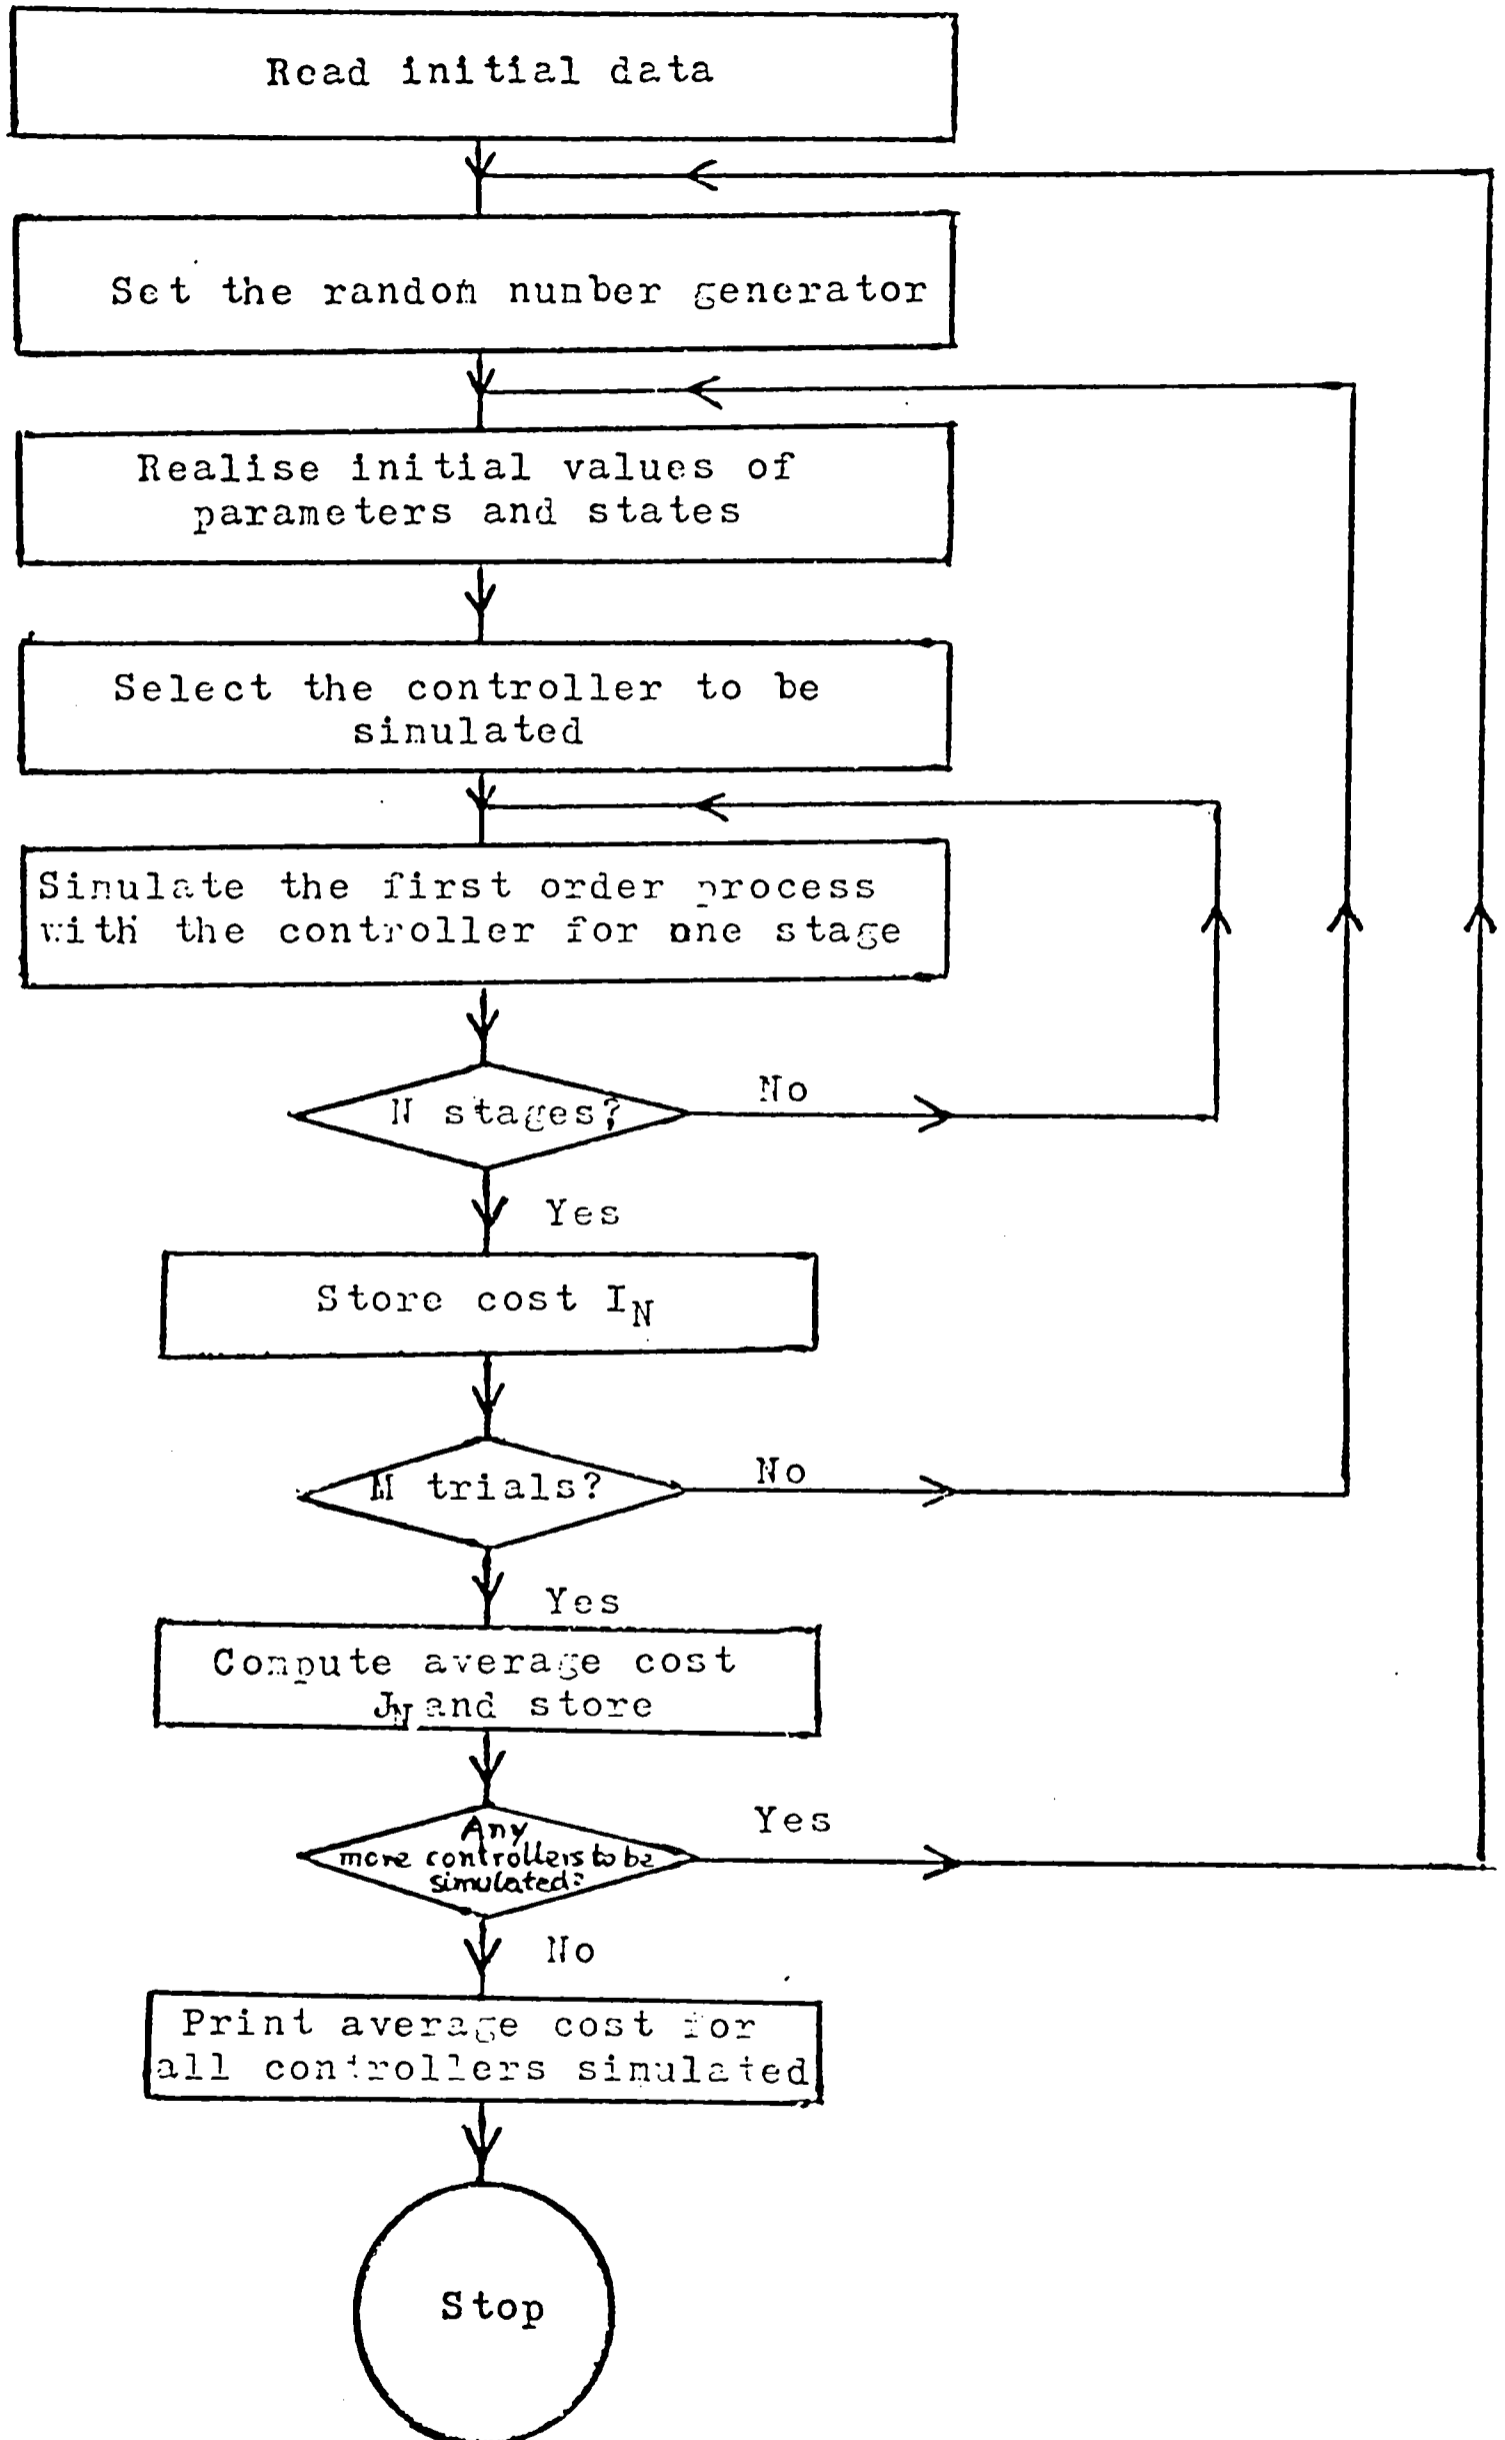 Read initial data
Set the random number generator
Realise initial values of
parameters and states
Select the controller to be
simulated
Simulate the first order process
with the controller for one stage
N stages?
No
Yes
Store cost I_N
M trials?
No
Yes
Compute average cost
J_N and store
Any
more controllers to be
simulated?
Yes
No
Print average cost for
all controllers simulated
Stop